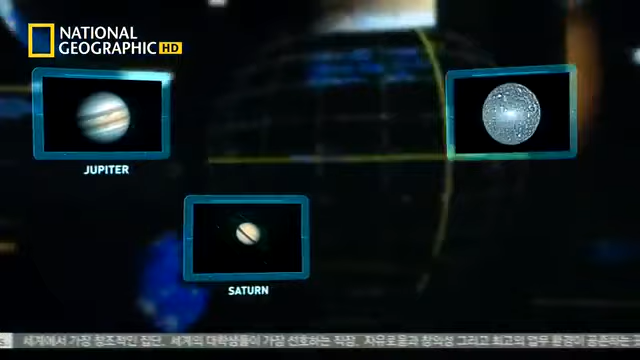 NATIONAL
GEOGRAPHIC HD
JUPITER
SATURN
세계에서 가장 창조적인 집단. 세계의 대학생들이 가장 선호하는 직장. 자유로움과 창의성 그리고 최고의 업무 환경이 공존하는